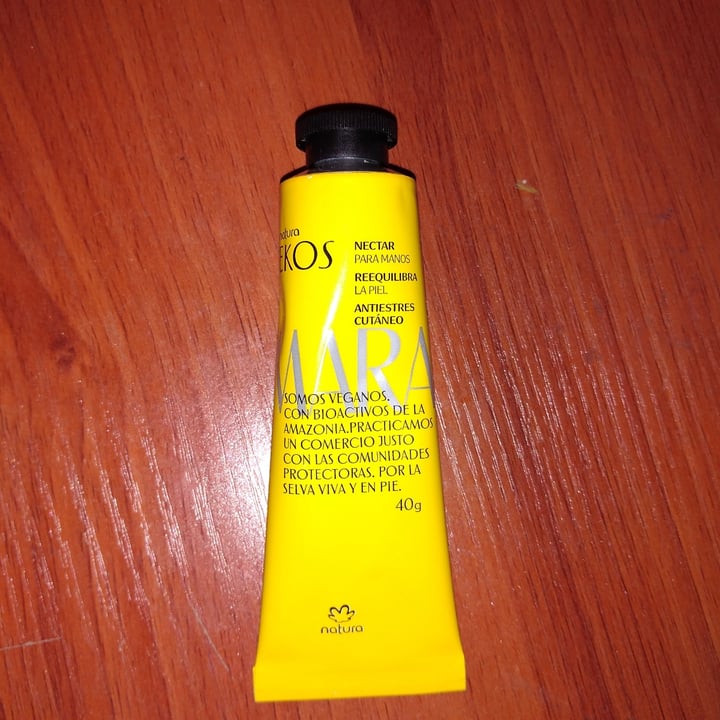 natura
EKOS
NECTAR
PARA MANOS
REEQUILIBRA
LA PIEL
ANTIESTRES
CUTÁNEO
MARA
SOMOS VEGANOS.
CON BIOACTIVOS DE LA
AMAZONIA.PRACTICAMOS
UN COMERCIO JUSTO
CON LAS COMUNIDADES
PROTECTORAS. POR LA
SELVA VIVA Y EN PIE.
40g
natura